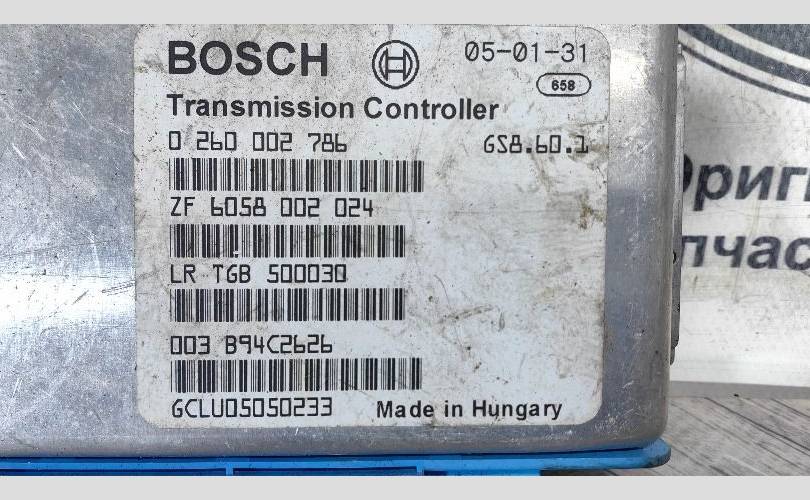 BOSCH
05-01-31
658
Transmission Controller
0 260 002 786
GS8.60.1
ZF 6058 002 024
LR TGB 500030
003 B94C2626
GCLU05050233
Made in Hungary